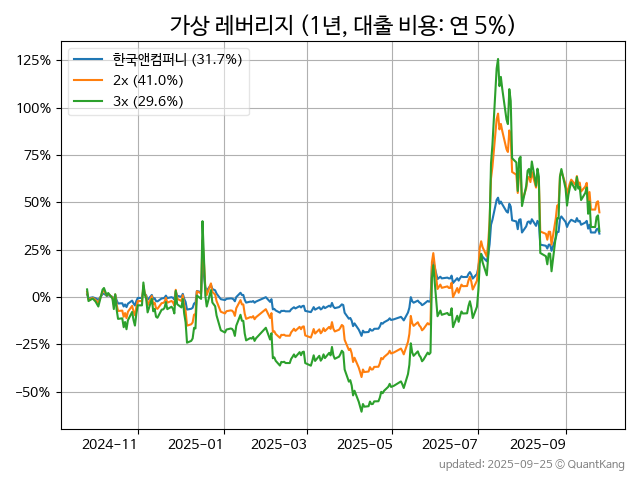 가상 레버리지 (1년, 대출 비용: 연 5%)
한국앤컴퍼니 (31.7%)
2x (41.0%)
3x (29.6%)
125%
100%
75%
50%
25%
0%
−25%
−50%
2024-11
2025-01
2025-03
2025-05
2025-07
2025-09
updated: 2025-09-25 © QuantKang